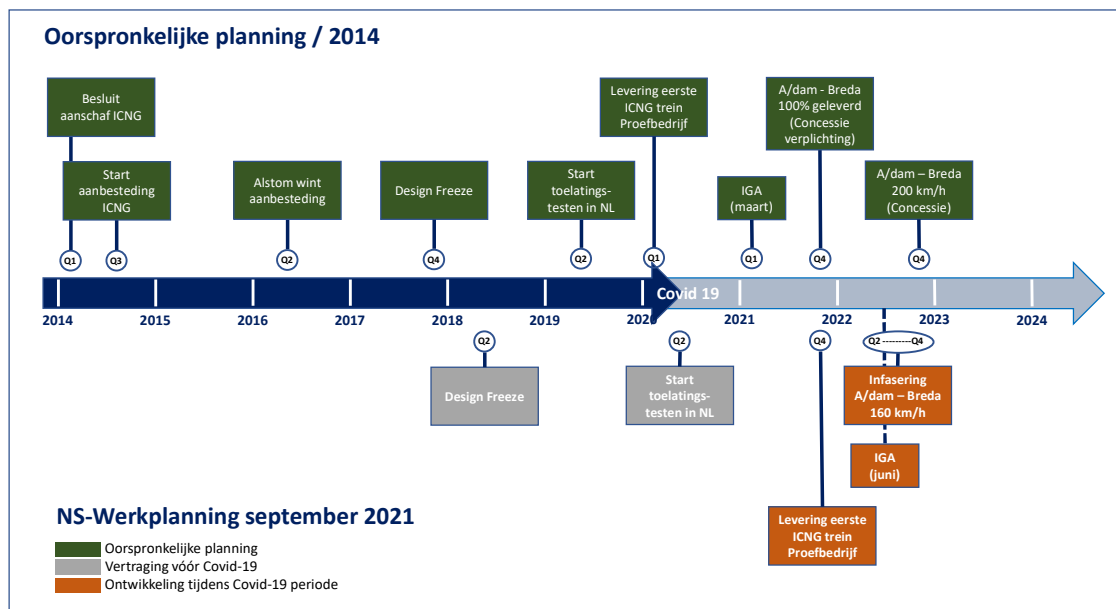 Oorspronkelijke planning / 2014
Besluit
aanschaf ICNG
Levering eerste
ICNG trein
Proefbedrijf
A/dam - Breda
100% geleverd
(Concessie
verplichting)
Start
aanbesteding
ICNG
Alstom wint
aanbesteding
Design Freeze
Start
toelatings-
testen in NL
IGA
(maart)
A/dam – Breda
200 km/h
(Concessie)
Q1
Q3
Q2
Q4
Q2
Q1
Q1
Q4
Q4
Covid 19
2014
2015
2016
2017
2018
2019
2020
2021
2022
2023
2024
Q2
Q2
Q4
Q2 ---------Q4
Design Freeze
Start
toelatings-
testen in NL
Infasering
A/dam – Breda
160 km/h
IGA
(juni)
Levering eerste
ICNG trein
Proefbedrijf
NS-Werkplanning september 2021
Oorspronkelijke planning
Vertraging vóór Covid-19
Ontwikkeling tijdens Covid-19 periode